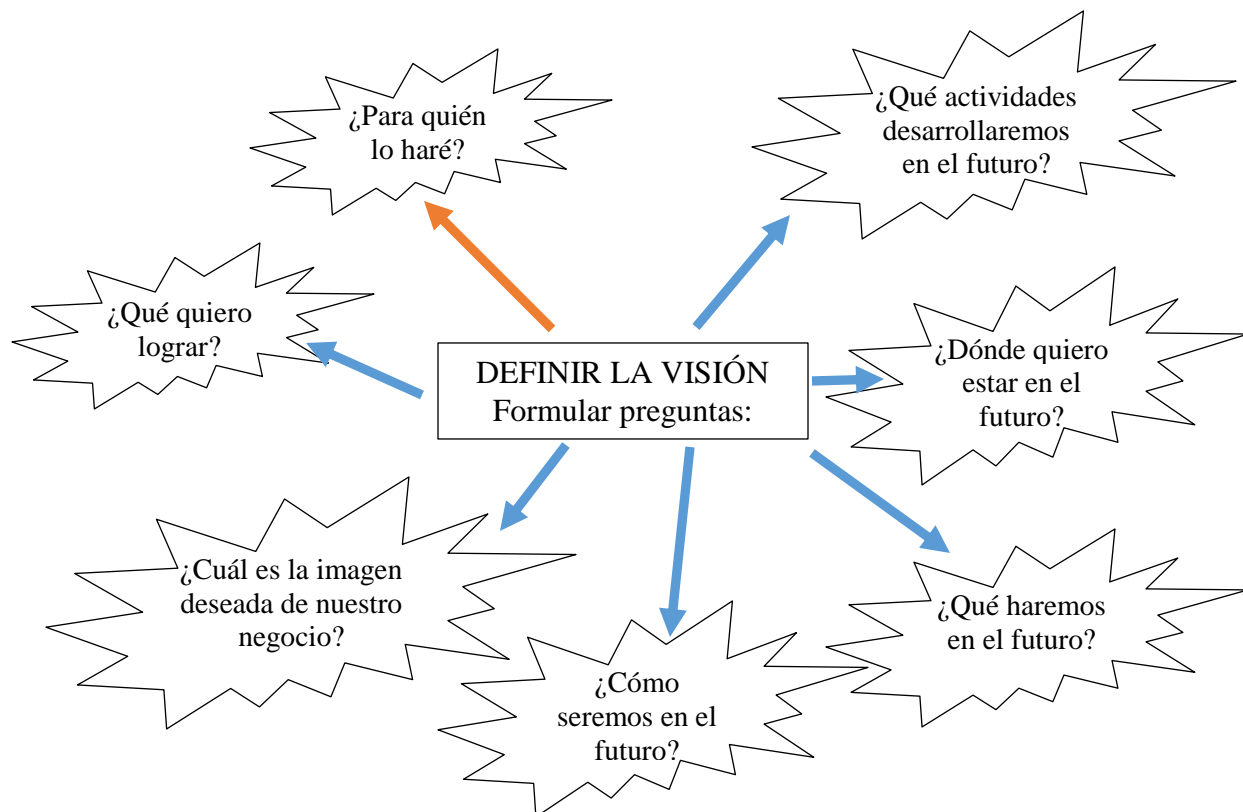 ¿Para quién
lo haré?
¿Qué actividades
desarrollaremos
en el futuro?
¿Qué quiero
lograr?
DEFINIR LA VISIÓN
Formular preguntas:
¿Dónde quiero
estar en el
futuro?
¿Cuál es la imagen
deseada de nuestro
negocio?
¿Cómo
seremos en el
futuro?
¿Qué haremos
en el futuro?